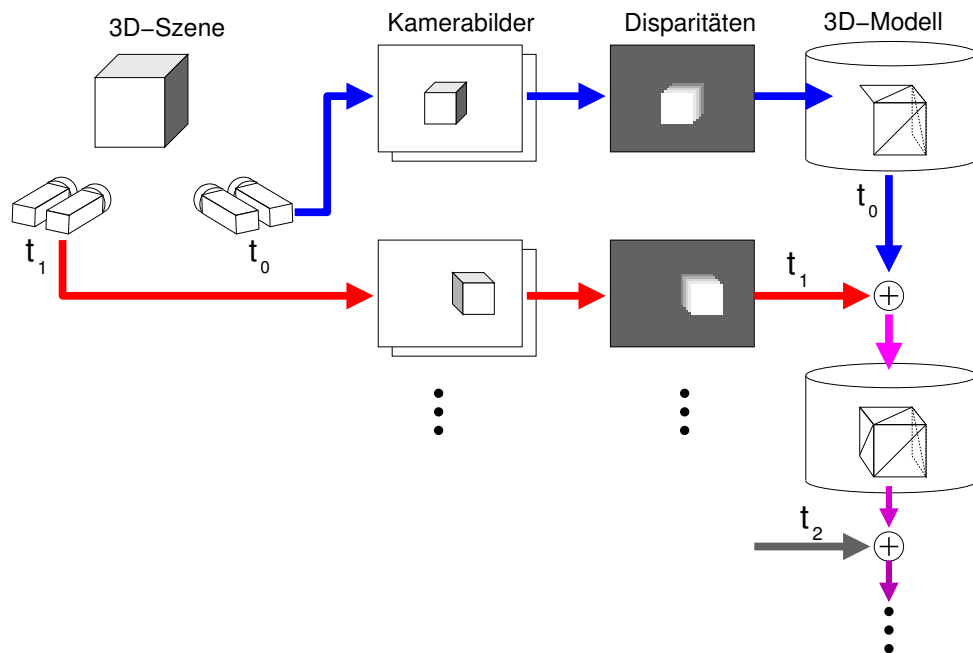 3D–Szene
Kamerabilder
Disparitäten
3D–Modell
t₁
t₀
t₀
t₁
t₂